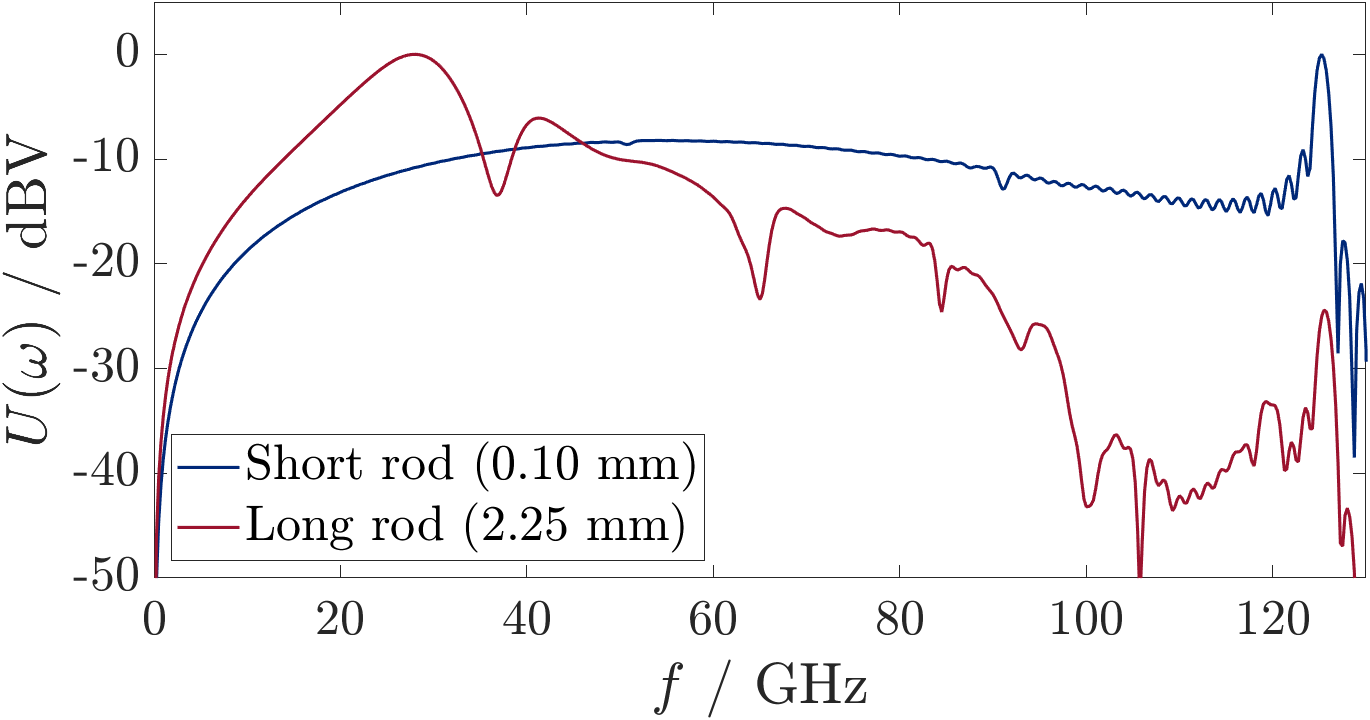 0
-10
-20
-30
-40
-50
U(ω) / dBV
Short rod (0.10 mm)
Long rod (2.25 mm)
0 20 40 60 80 100 120
f / GHz